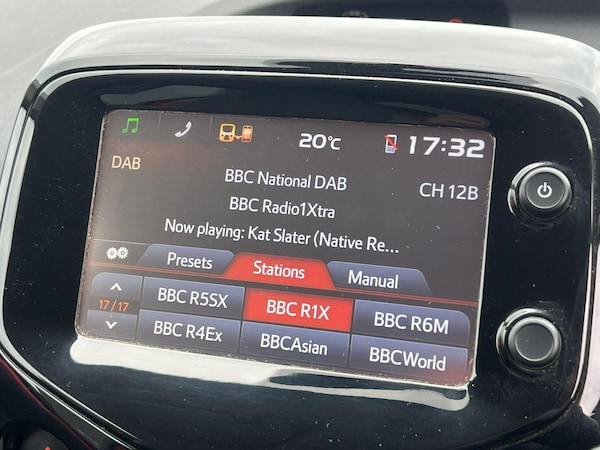 20°C
17:32
DAB
BBC National DAB
CH 12B
BBC Radio1Xtra
Now playing: Kat Slater (Native Re...
Presets
Stations
Manual
17/17
BBC R5SX
BBC R1X
BBC R6M
BBC R4Ex
BBCAsian
BBCWorld